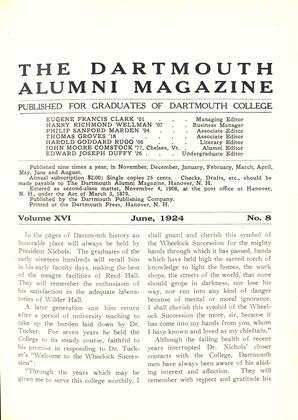 THE DARTMOUTH
ALUMNI MAGAZINE
PUBLISHED FOR GRADUATES OF DARTMOUTH COLLEGE
EUGENE FRANCIS CLARK '01 . . Managing Editor
HARRY RICHMOND WELLMAN '07 . . Business Manager
PHILIP SANFORD MARDEN '94 . . Associate Editor
THOMAS GROVES '18 . . Associate Editor
HAROLD GODDARD RUGG '06 . . Literary Editor
JOHN MOORE COMSTOCK '77, Chelsea, Vt. . Alumni Editor
EDWARD JOSEPH DUFFY '25 . . Undergraduate Editor
Published nine times a year, in November, December, January, February, March, April,
May, June and August.
Annual subscription $2.00; Single copies 25 cents. Checks, Drafts, etc., should be
made payable to The Dartmouth Alumni Magazine, Hanover, N. H.
Entered as second-class matter, November 4, 1908, at the post office at Hanover,
N. H., under the Act of March 3, 1879.
Published by the Dartmouth College, Hanover, N. H.
Printed at the Dartmouth Press, Hanover, N. H.
Volume XVI June, 1924 No. 8
In the pages of Dartmouth history an
honorable place will always be held by
President Nichols. The graduates of the
early nineteen hundreds will recall him
in his early faculty days, making the best
of the meagre facilities of Reed Hall.
They will remember the enthusiasm of
his satisfaction in the adequate labora-
tories of Wilder Hall.
A later generation saw him return
after a period in university teaching to
take up the burden laid down by Dr.
Tucker. For seven years he held the
College to its steady course, faithful to
his promise in responding to Dr. Tuck-
er's "Welcome to the Wheelock Succes-
sion":
"Through the years which may be
given me to serve this college worthily, I
shall guard and cherish this symbol of
the Wheelock Succession for the mighty
hands through which it has passed, hands
which have held high the sacred torch of
knowledge to light the homes, the work
shops, the streets of the world, that none
should grope in darkness, nor lose his
way, nor run into any kind of danger
because of mental or moral ignorance.
I shall cherish this symbol of the Wheel-
ock Succession the more, sir, because it
has come into my hands from you, whom
I have known and loved as my chieftain."
Although the failing health of recent
years interrupted Dr. Nichols' closer
contacts with the College, Dartmouth
men have always been aware of his abid-
ing interest and affection. They will
remember with respect and gratitude his